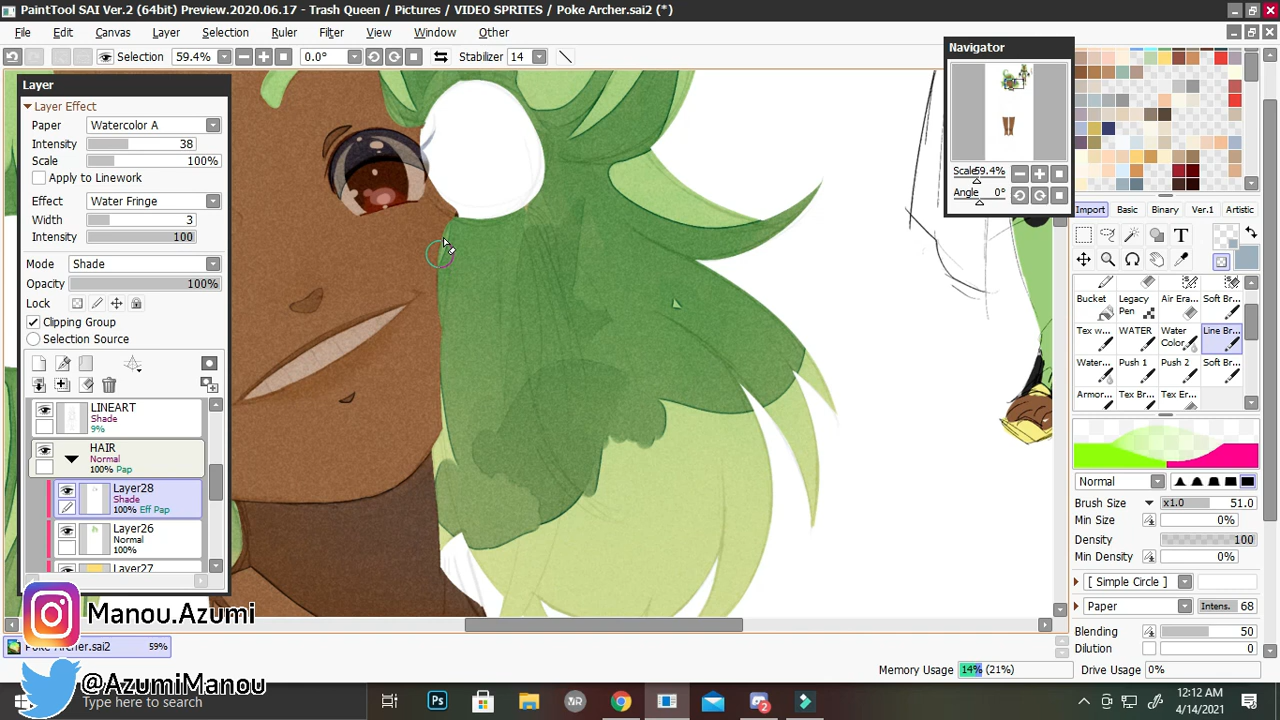 PaintTool SAI Ver.2 (64bit) Preview.2020.06.17 - Trash Queen / Pictures / VIDEO SPRITES / Poke Archer.sai2 (*)
File Edit Canvas Layer Selection Ruler Filter View Window Other
Selection 59.4% 0.0° Stabilizer 14
Layer
Layer Effect
Paper Watercolor A
Intensity 38
Scale 100%
Apply to Linework
Effect Water Fringe
Width 3
Intensity 100
Mode Shade
Opacity 100%
Lock
Clipping Group
Selection Source
LINEART
Shade
9%
HAIR
Normal
100% Pap
Layer28
Shade
100% Eff Pap
Layer26
Normal
100%
Layer27
Navigator
Scale 59.4%
Angle 0°
Import Basic Binary Ver.1 Artistic
T
Bucket Legacy Pen Air Era... Soft Br...
Tex w... WATER Water Color... Line Br...
Water... Push 1 Push 2 Soft Br...
Armor... Tex Br... Tex Er...
Normal
Brush Size x1.0 51.0
Min Size 0%
Density 100
Min Density 0%
[ Simple Circle ]
Paper Intens. 68
Blending 50
Dilution 0
Manou.Azumi
Poke Archer.sai2 59%
Memory Usage 14% (21%) Drive Usage 0%
@AzumiManou
Type here to search
Ps
2
12:12 AM
4/14/2021